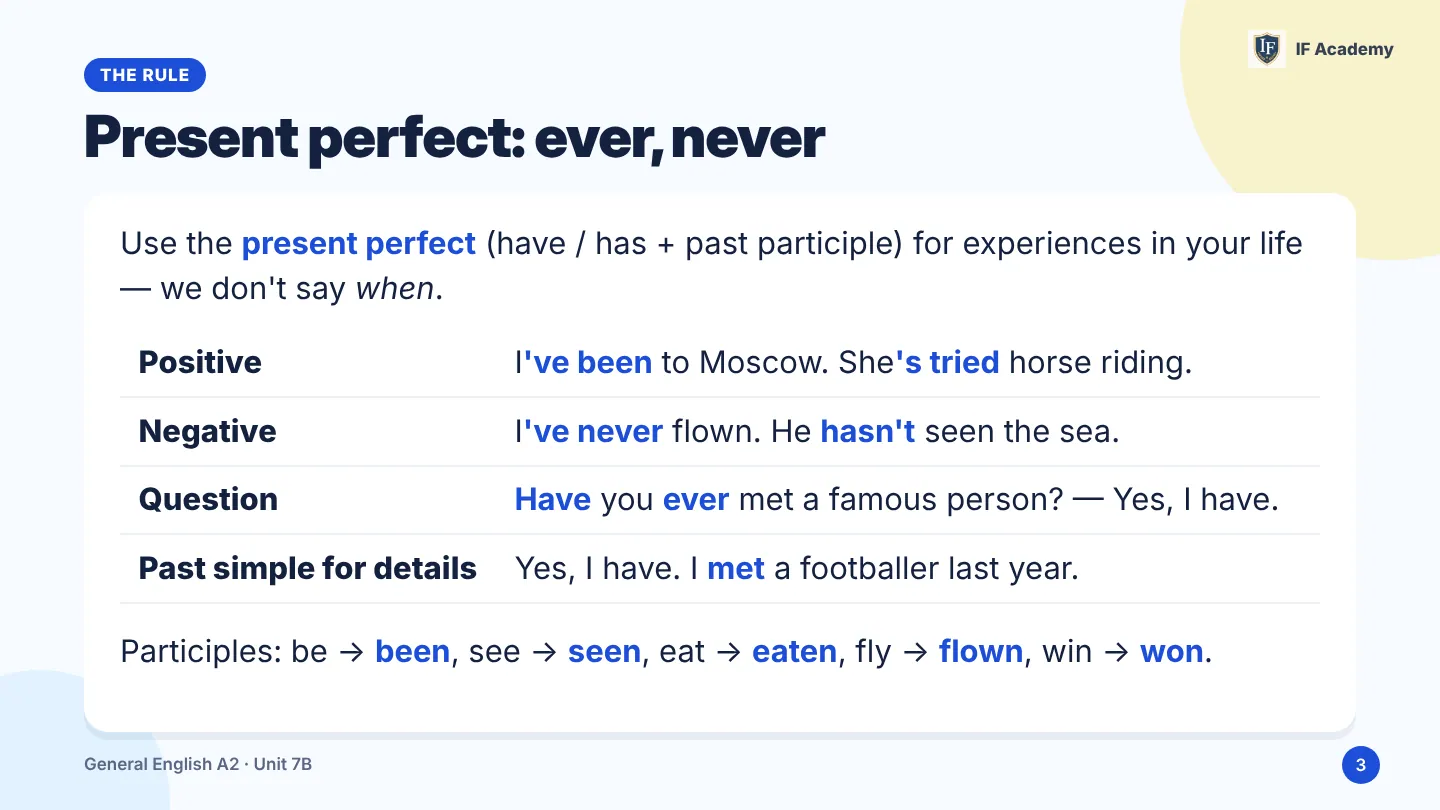 IF
IF Academy
THE RULE
Present perfect: ever, never
Use the present perfect (have / has + past participle) for experiences in your life
— we don't say when.
Positive I've been to Moscow. She's tried horse riding.
Negative I've never flown. He hasn't seen the sea.
Question Have you ever met a famous person? — Yes, I have.
Past simple for details Yes, I have. I met a footballer last year.
Participles: be → been, see → seen, eat → eaten, fly → flown, win → won.
General English A2 · Unit 7B
3